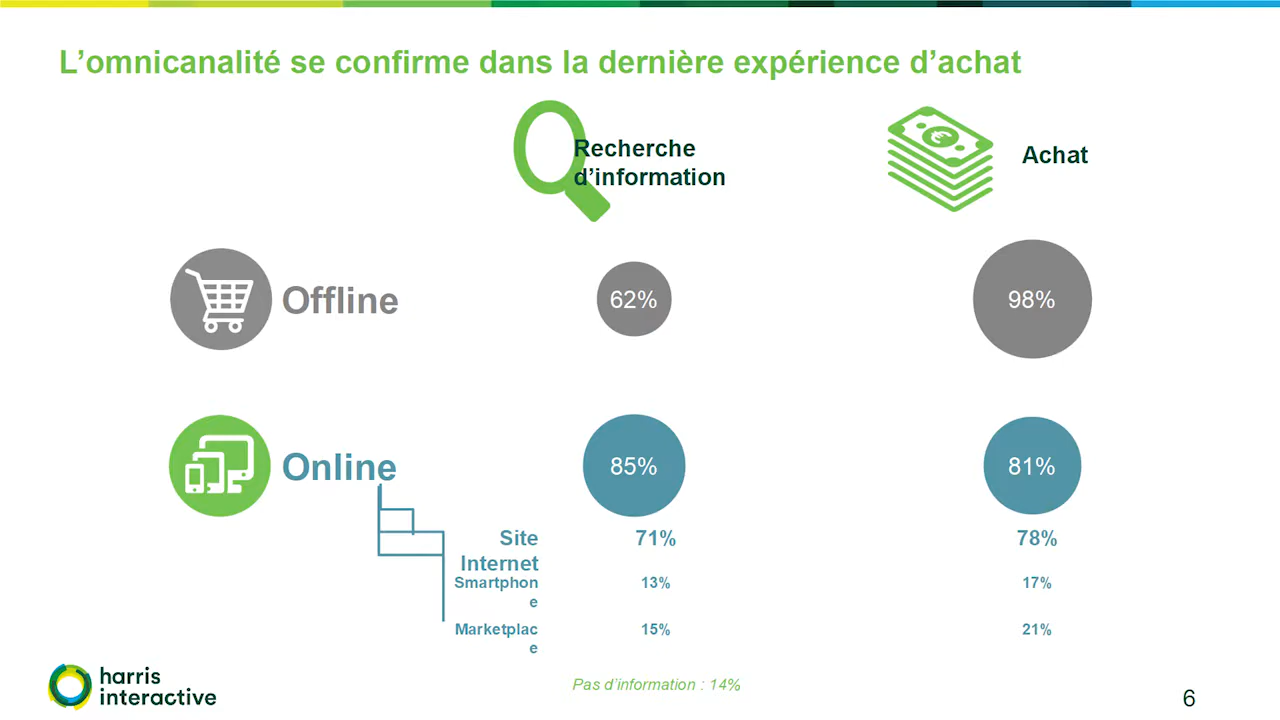 L’omnicanalité se confirme dans la dernière expérience d’achat
Recherche
d’information
Achat
Offline
62%
98%
Online
85%
81%
Site
Internet
71%
78%
Smartphon
e
13%
17%
Marketplac
e
15%
21%
harris
interactive
Pas d’information : 14%
6